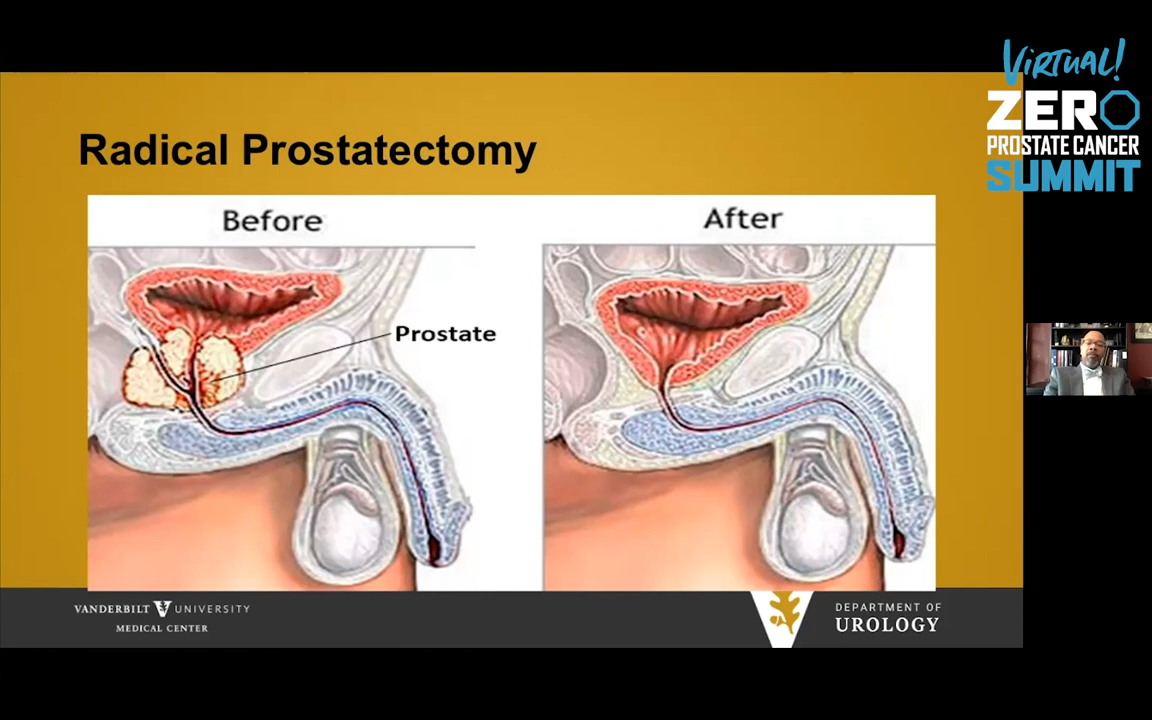 Radical Prostatectomy
Before
After
Prostate
VANDERBILT UNIVERSITY
MEDICAL CENTER
DEPARTMENT OF
UROLOGY
VIRTUAL!
ZERO
PROSTATE CANCER
SUMMIT